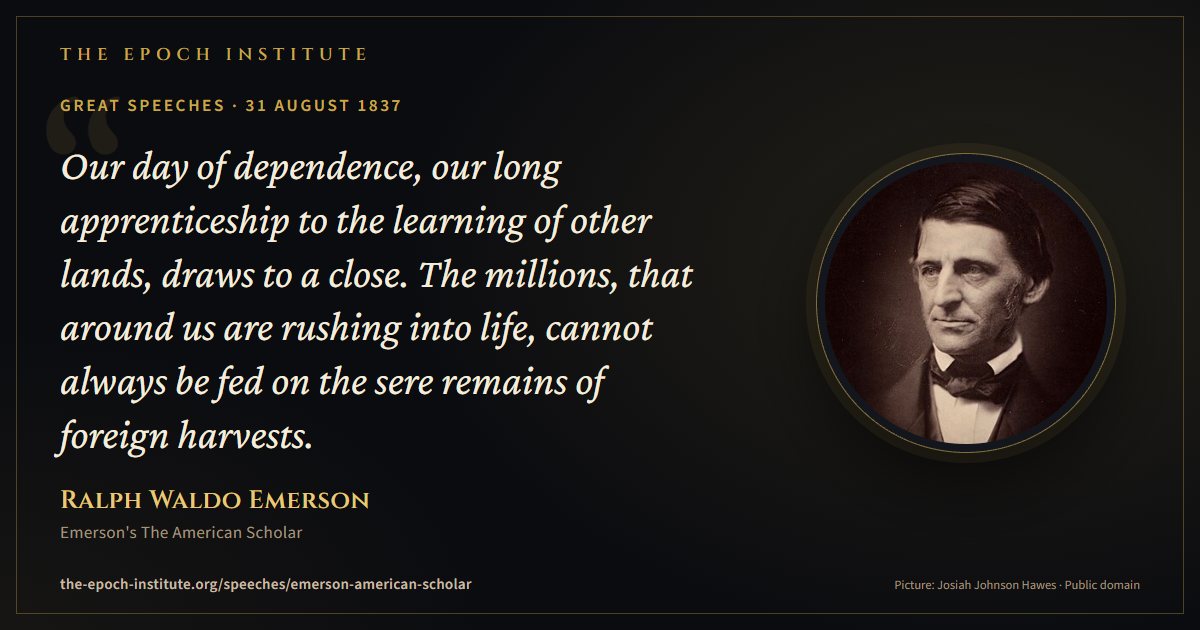 THE EPOCH INSTITUTE
GREAT SPEECHES · 31 AUGUST 1837
“
Our day of dependence, our long
apprenticeship to the learning of other
lands, draws to a close. The millions, that
around us are rushing into life, cannot
always be fed on the sere remains of
foreign harvests.
Ralph Waldo Emerson
Emerson's The American Scholar
the-epoch-institute.org/speeches/emerson-american-scholar
Picture: Josiah Johnson Hawes · Public domain